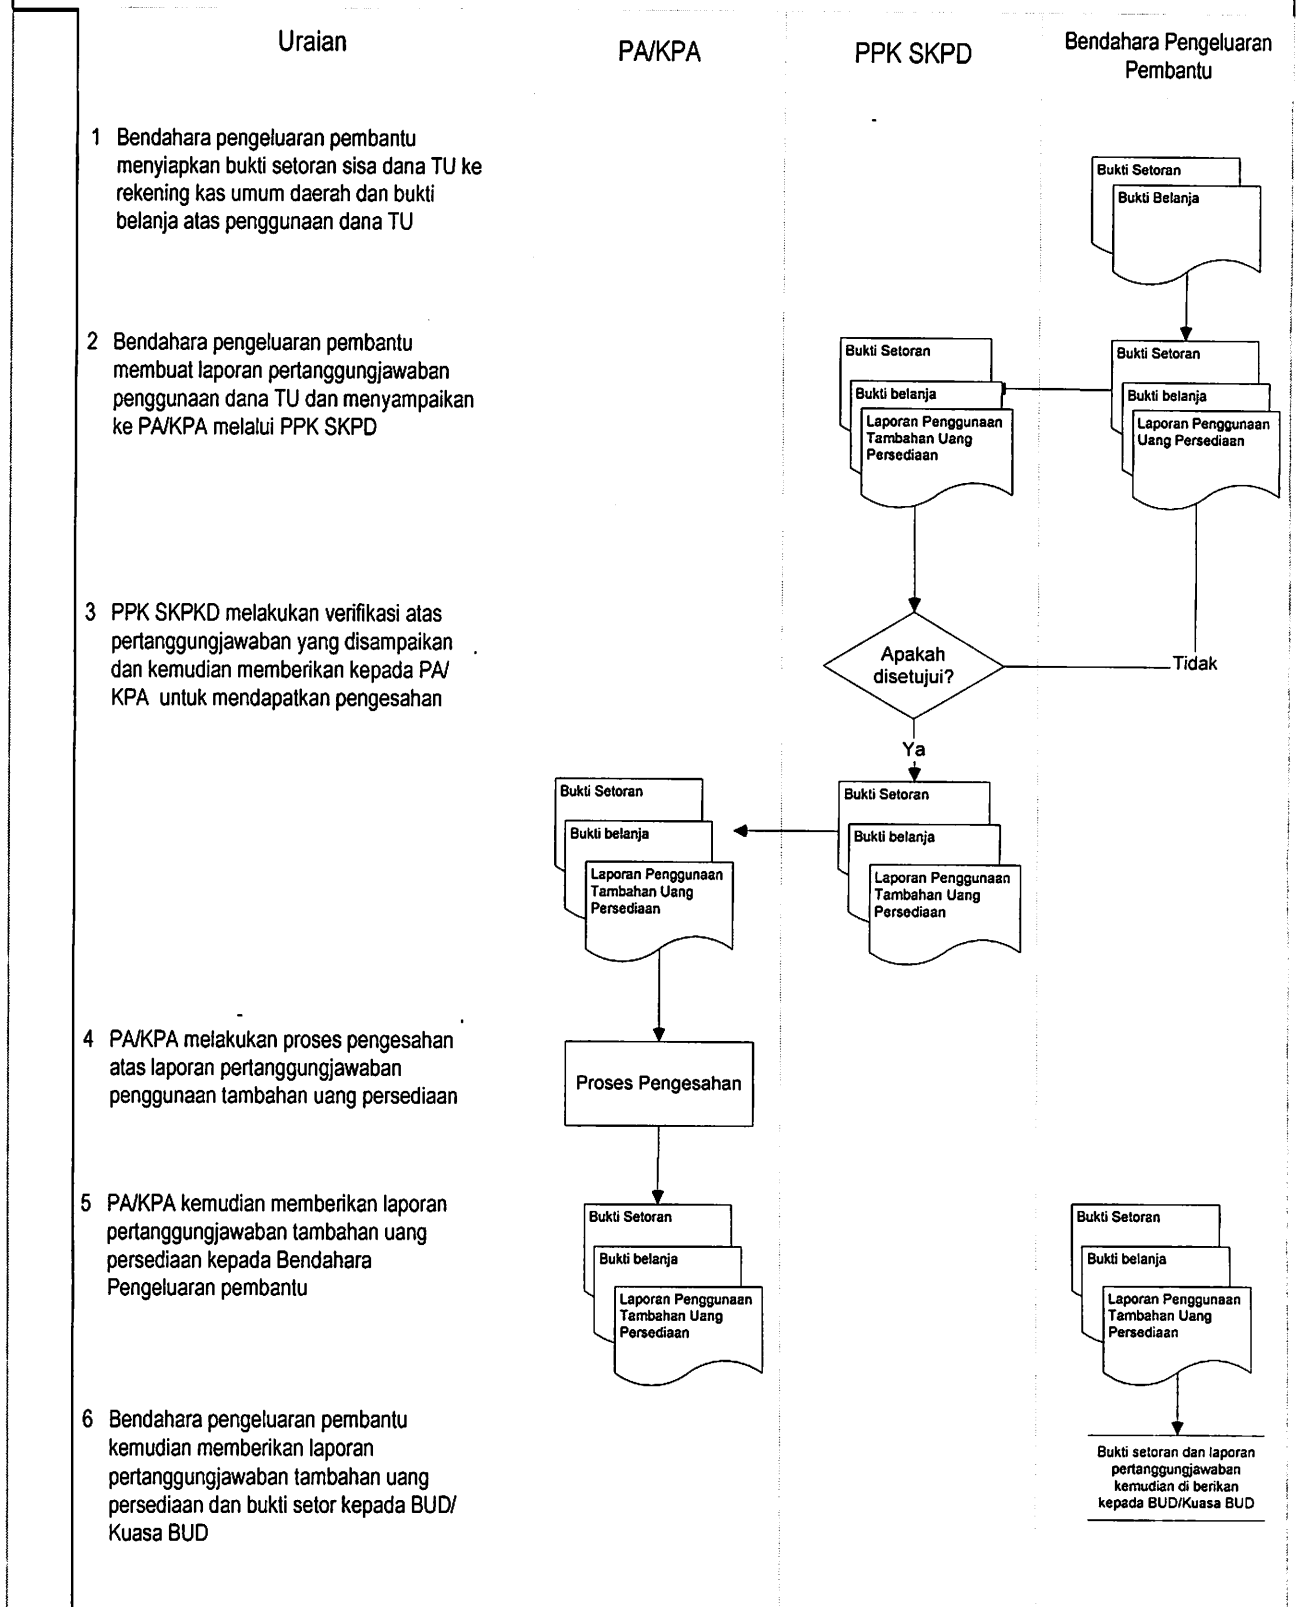 Uraian
PA/KPA
PPK SKPD
Bendahara Pengeluaran
Pembantu
1 Bendahara pengeluaran pembantu
menyiapkan bukti setoran sisa dana TU ke
rekening kas umum daerah dan bukti
belanja atas penggunaan dana TU
Bukti Setoran
Bukti Belanja
2 Bendahara pengeluaran pembantu
membuat laporan pertanggungjawaban
penggunaan dana TU dan menyampaikan
ke PA/KPA melalui PPK SKPD
Bukti Setoran
Bukti belanja
Laporan Penggunaan
Tambahan Uang
Persediaan
Bukti Setoran
Bukti belanja
Laporan Penggunaan
Uang Persediaan
3 PPK SKPKD melakukan verifikasi atas
pertanggungjawaban yang disampaikan
dan kemudian memberikan kepada PA/
KPA untuk mendapatkan pengesahan
Apakah
disetujui?
Tidak
Ya
Bukti Setoran
Bukti belanja
Laporan Penggunaan
Tambahan Uang
Persediaan
Bukti Setoran
Bukti belanja
Laporan Penggunaan
Tambahan Uang
Persediaan
4 PA/KPA melakukan proses pengesahan
atas laporan pertanggungjawaban
penggunaan tambahan uang persediaan
Proses Pengesahan
5 PA/KPA kemudian memberikan laporan
pertanggungjawaban tambahan uang
persediaan kepada Bendahara
Pengeluaran pembantu
Bukti Setoran
Bukti belanja
Laporan Penggunaan
Tambahan Uang
Persediaan
Bukti Setoran
Bukti belanja
Laporan Penggunaan
Tambahan Uang
Persediaan
6 Bendahara pengeluaran pembantu
kemudian memberikan laporan
pertanggungjawaban tambahan uang
persediaan dan bukti setor kepada BUD/
Kuasa BUD
Bukti setoran dan laporan
pertanggungjawaban
kemudian di berikan
kepada BUD/Kuasa BUD